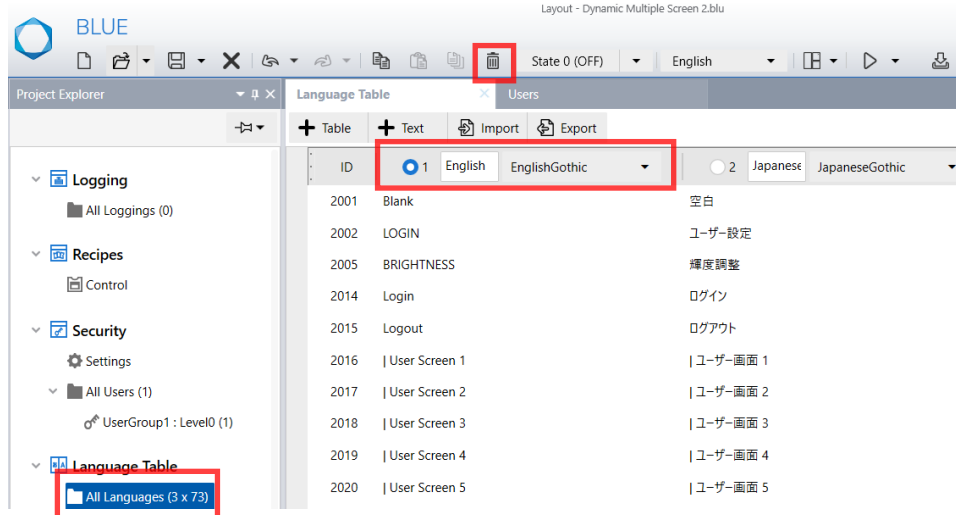 Layout - Dynamic Multiple Screen 2.blu
BLUE
State 0 (OFF) English
Project Explorer
Language Table Users
Table Text Import Export
ID 1 English EnglishGothic 2 Japanese JapaneseGothic
Logging
All Loggings (0)
Recipes
Control
Security
Settings
All Users (1)
UserGroup1 : Level0 (1)
Language Table
All Languages (3 x 73)
2001 Blank 空白
2002 LOGIN ユーザー設定
2005 BRIGHTNESS 輝度調整
2014 Login ログイン
2015 Logout ログアウト
2016 | User Screen 1 | ユーザー画面 1
2017 | User Screen 2 | ユーザー画面 2
2018 | User Screen 3 | ユーザー画面 3
2019 | User Screen 4 | ユーザー画面 4
2020 | User Screen 5 | ユーザー画面 5